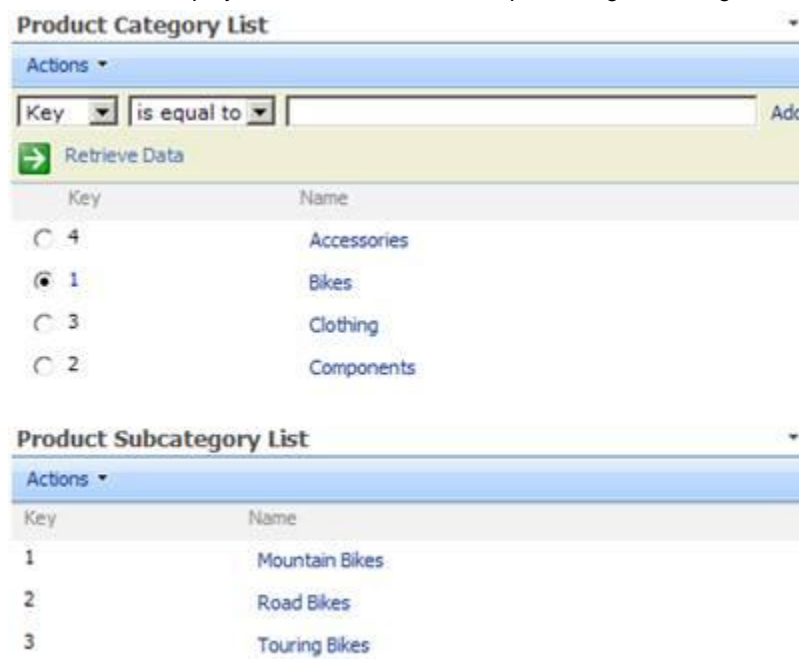 Product Category List
Actions
Key is equal to Add
Retrieve Data
Key Name
4 Accessories
1 Bikes
3 Clothing
2 Components
Product Subcategory List
Actions
Key Name
1 Mountain Bikes
2 Road Bikes
3 Touring Bikes